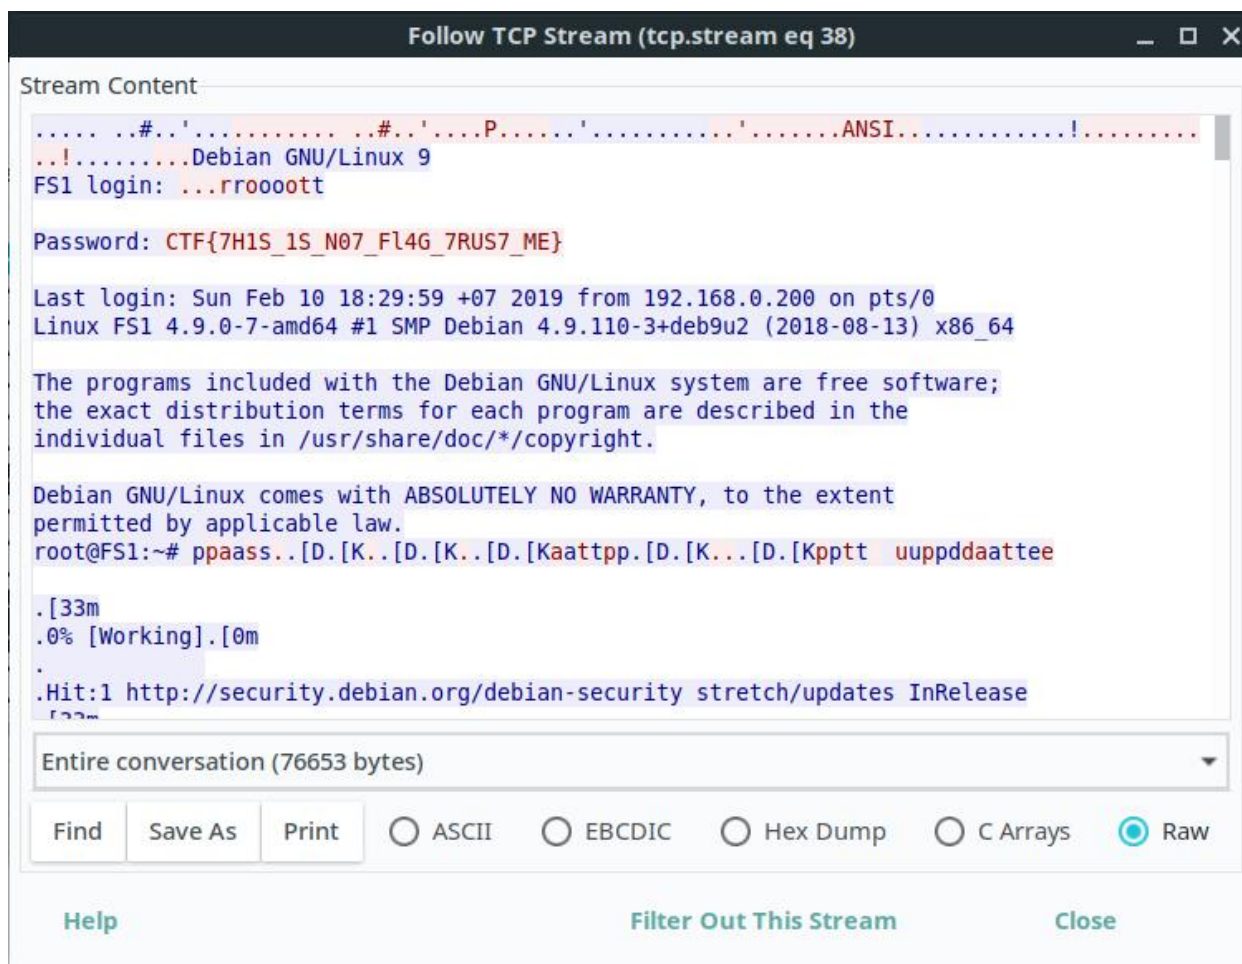 Follow TCP Stream (tcp.stream eq 38)
Stream Content
..... ..#..'........... ..#..'....P......'............'.......ANSI.............!.........
..!.........Debian GNU/Linux 9
FS1 login: ...rroooott
Password: CTF{7H1S_1S_N07_Fl4G_7RUS7_ME}
Last login: Sun Feb 10 18:29:59 +07 2019 from 192.168.0.200 on pts/0
Linux FS1 4.9.0-7-amd64 #1 SMP Debian 4.9.110-3+deb9u2 (2018-08-13) x86_64
The programs included with the Debian GNU/Linux system are free software;
the exact distribution terms for each program are described in the
individual files in /usr/share/doc/*/copyright.
Debian GNU/Linux comes with ABSOLUTELY NO WARRANTY, to the extent
permitted by applicable law.
root@FS1:~# ppaass..[D.[K..[D.[K..[D.[Kaattpp.[D.[K...[D.[Kpptt  uuppddaattee
.[33m
.0% [Working].[0m
.
.Hit:1 http://security.debian.org/debian-security stretch/updates InRelease
Entire conversation (76653 bytes)
Find Save As Print ASCII EBCDIC Hex Dump C Arrays Raw
Help Filter Out This Stream Close